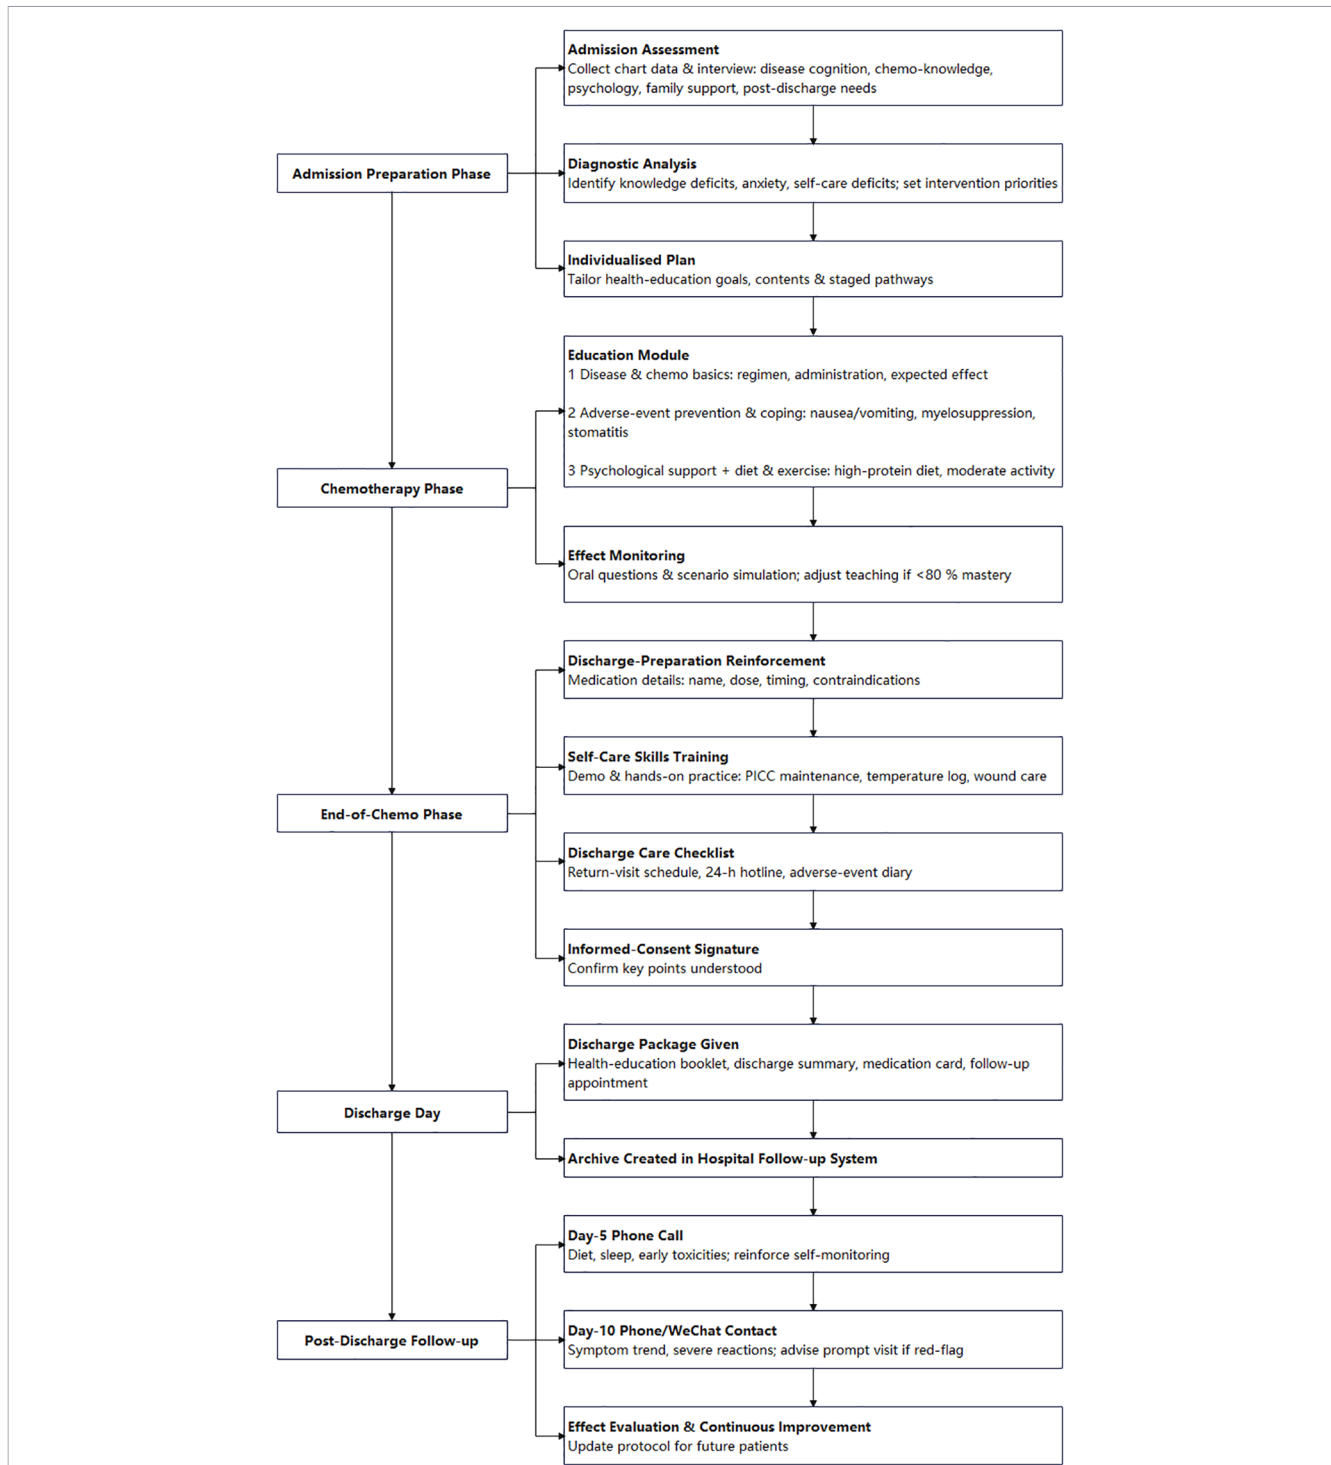 Admission Preparation Phase
Admission Assessment
Collect chart data & interview: disease cognition, chemo-knowledge,
psychology, family support, post-discharge needs
Diagnostic Analysis
Identify knowledge deficits, anxiety, self-care deficits; set intervention priorities
Individualised Plan
Tailor health-education goals, contents & staged pathways
Chemotherapy Phase
Education Module
1 Disease & chemo basics: regimen, administration, expected effect
2 Adverse-event prevention & coping: nausea/vomiting, myelosuppression,
stomatitis
3 Psychological support + diet & exercise: high-protein diet, moderate activity
Effect Monitoring
Oral questions & scenario simulation; adjust teaching if <80 % mastery
End-of-Chemo Phase
Discharge-Preparation Reinforcement
Medication details: name, dose, timing, contraindications
Self-Care Skills Training
Demo & hands-on practice: PICC maintenance, temperature log, wound care
Discharge Care Checklist
Return-visit schedule, 24-h hotline, adverse-event diary
Informed-Consent Signature
Confirm key points understood
Discharge Day
Discharge Package Given
Health-education booklet, discharge summary, medication card, follow-up
appointment
Archive Created in Hospital Follow-up System
Post-Discharge Follow-up
Day-5 Phone Call
Diet, sleep, early toxicities; reinforce self-monitoring
Day-10 Phone/WeChat Contact
Symptom trend, severe reactions; advise prompt visit if red-flag
Effect Evaluation & Continuous Improvement
Update protocol for future patients